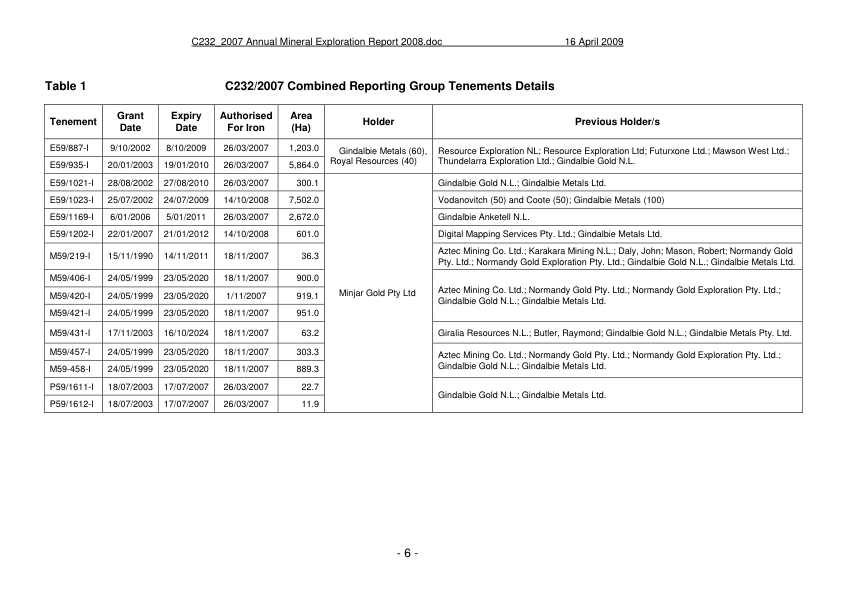 C232_2007 Annual Mineral Exploration Report 2008.doc 16 April 2009
Table 1 C232/2007 Combined Reporting Group Tenements Details
Tenement Grant Date Expiry Date Authorised For Iron Area (Ha) Holder Previous Holder/s
E59/887-I 9/10/2002 8/10/2009 26/03/2007 1,203.0 Gindalbie Metals (60), Resource Exploration NL; Resource Exploration Ltd; Futurxone Ltd.; Mawson West Ltd.;
E59/935-I 20/01/2003 19/01/2010 26/03/2007 5,864.0 Royal Resources (40) Thundelarra Exploration Ltd.; Gindalbie Gold N.L.
E59/1021-I 28/08/2002 27/08/2010 26/03/2007 300.1 Gindalbie Gold N.L.; Gindalbie Metals Ltd.
E59/1023-I 25/07/2002 24/07/2009 14/10/2008 7,502.0 Vodanovitch (50) and Coote (50); Gindalbie Metals (100)
E59/1169-I 6/01/2006 5/01/2011 26/03/2007 2,672.0 Gindalbie Anketell N.L.
E59/1202-I 22/01/2007 21/01/2012 14/10/2008 601.0 Digital Mapping Services Pty. Ltd.; Gindalbie Metals Ltd.
M59/219-I 15/11/1990 14/11/2011 18/11/2007 36.3 Aztec Mining Co. Ltd.; Karakara Mining N.L.; Daly, John; Mason, Robert; Normandy Gold
Pty. Ltd.; Normandy Gold Exploration Pty. Ltd.; Gindalbie Gold N.L.; Gindalbie Metals Ltd.
M59/406-I 24/05/1999 23/05/2020 18/11/2007 900.0
Minjar Gold Pty Ltd Aztec Mining Co. Ltd.; Normandy Gold Pty. Ltd.; Normandy Gold Exploration Pty. Ltd.;
M59/420-I 24/05/1999 23/05/2020 1/11/2007 919.1 Gindalbie Gold N.L.; Gindalbie Metals Ltd.
M59/421-I 24/05/1999 23/05/2020 18/11/2007 951.0
M59/431-I 17/11/2003 16/10/2024 18/11/2007 63.2 Giralia Resources N.L.; Butler, Raymond; Gindalbie Gold N.L.; Gindalbie Metals Pty. Ltd.
M59/457-I 24/05/1999 23/05/2020 18/11/2007 303.3 Aztec Mining Co. Ltd.; Normandy Gold Pty. Ltd.; Normandy Gold Exploration Pty. Ltd.;
M59-458-I 24/05/1999 23/05/2020 18/11/2007 889.3 Gindalbie Gold N.L.; Gindalbie Metals Ltd.
P59/1611-I 18/07/2003 17/07/2007 26/03/2007 22.7 Gindalbie Gold N.L.; Gindalbie Metals Ltd.
P59/1612-I 18/07/2003 17/07/2007 26/03/2007 11.9
- 6 -